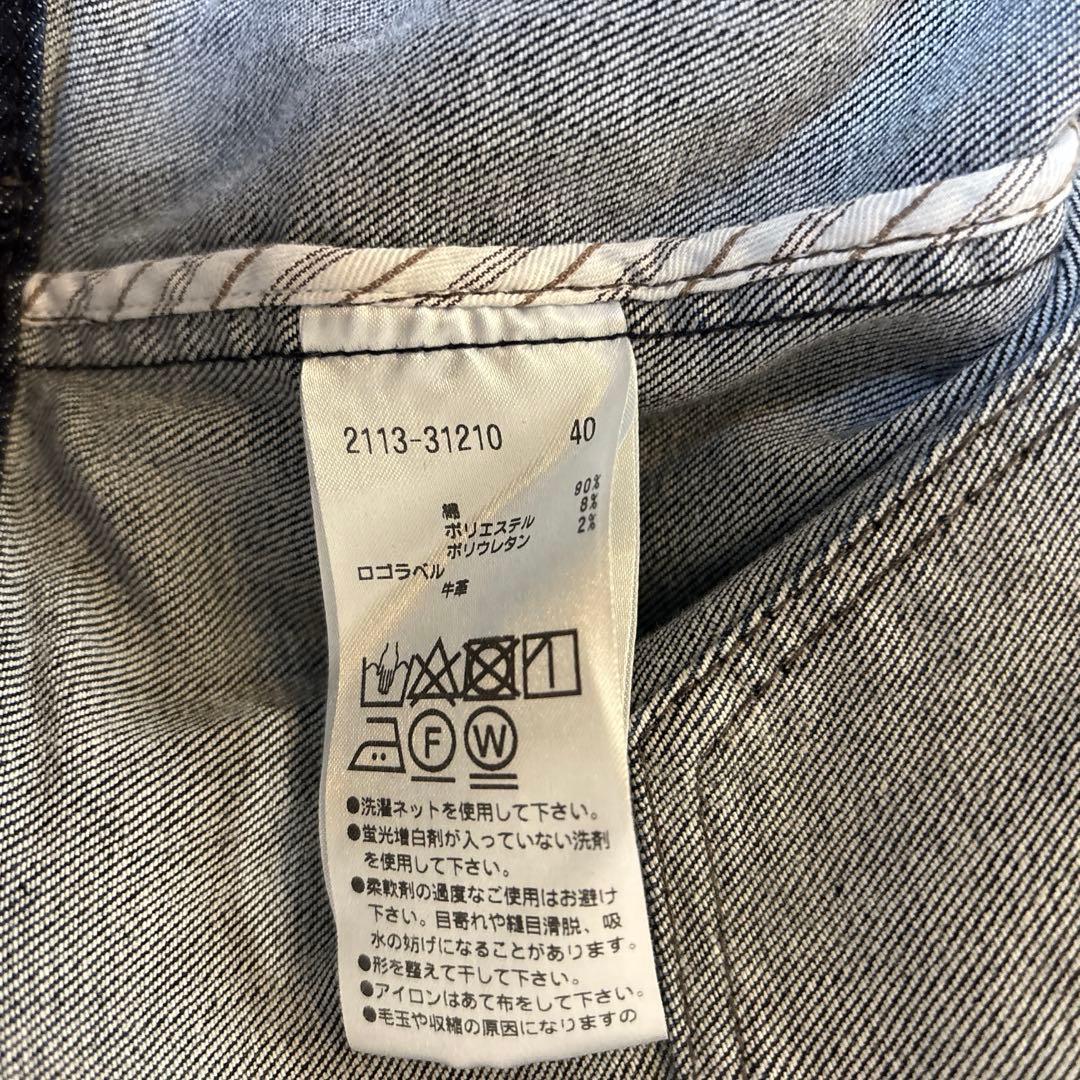 2113-31210 40
綿 90%
ポリエステル 8%
ポリウレタン 2%
ロゴラベル
牛革
F W
●洗濯ネットを使用して下さい。
●蛍光増白剤が入っていない洗剤
を使用して下さい。
●柔軟剤の過度なご使用はお避け
下さい。目寄れや縫目滑脱、吸
水の妨げになることがあります。
●形を整えて干して下さい。
●アイロンはあて布をして下さい。
●毛玉や収縮の原因になりますの